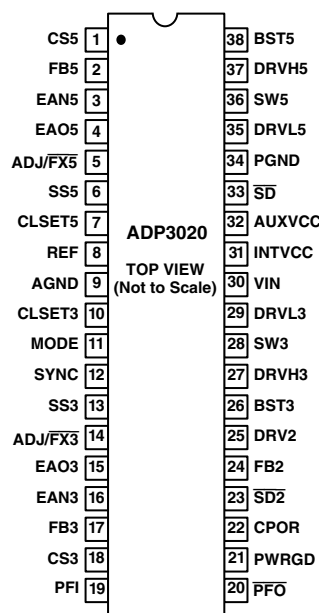 CS5 1
FB5 2
EAN5 3
EAO5 4
ADJ/FX5 5
SS5 6
CLSET5 7
REF 8
AGND 9
CLSET3 10
MODE 11
SYNC 12
SS3 13
ADJ/FX3 14
EAO3 15
EAN3 16
FB3 17
CS3 18
PFI 19
ADP3020
TOP VIEW
(Not to Scale)
38 BST5
37 DRVH5
36 SW5
35 DRVL5
34 PGND
33 SD
32 AUXVCC
31 INTVCC
30 VIN
29 DRVL3
28 SW3
27 DRVH3
26 BST3
25 DRV2
24 FB2
23 SD2
22 CPOR
21 PWRGD
20 PFO